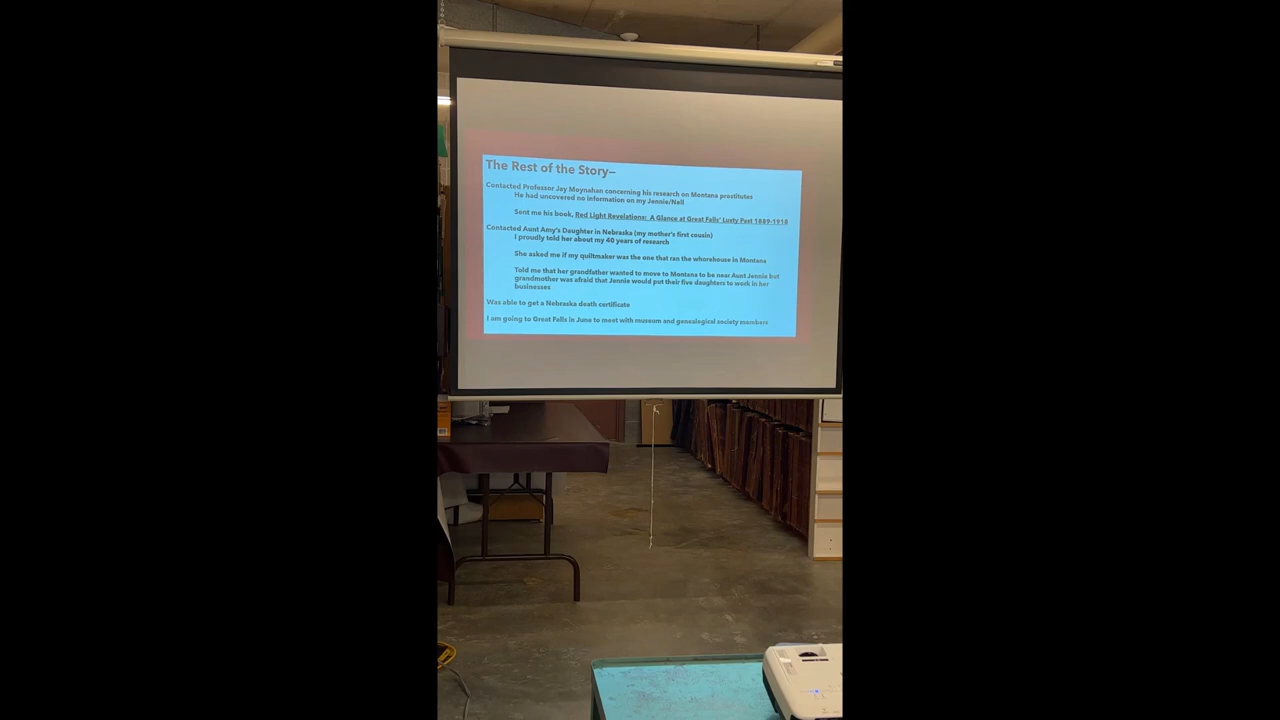 The Rest of the Story—
Contacted Professor Jay Moynahan concerning his research on Montana prostitutes
He had uncovered no information on my Jennie/Nell
Sent me his book, Red Light Revelations: A Glance at Great Falls' Lusty Past 1889-1918
Contacted Aunt Amy's Daughter in Nebraska (my mother's first cousin)
I proudly told her about my 40 years of research
She asked me if my quiltmaker was the one that ran the whorehouse in Montana
Told me that her grandfather wanted to move to Montana to be near Aunt Jennie but
grandmother was afraid that Jennie would put their five daughters to work in her
businesses
Was able to get a Nebraska death certificate
I am going to Great Falls in June to meet with museum and genealogical society members